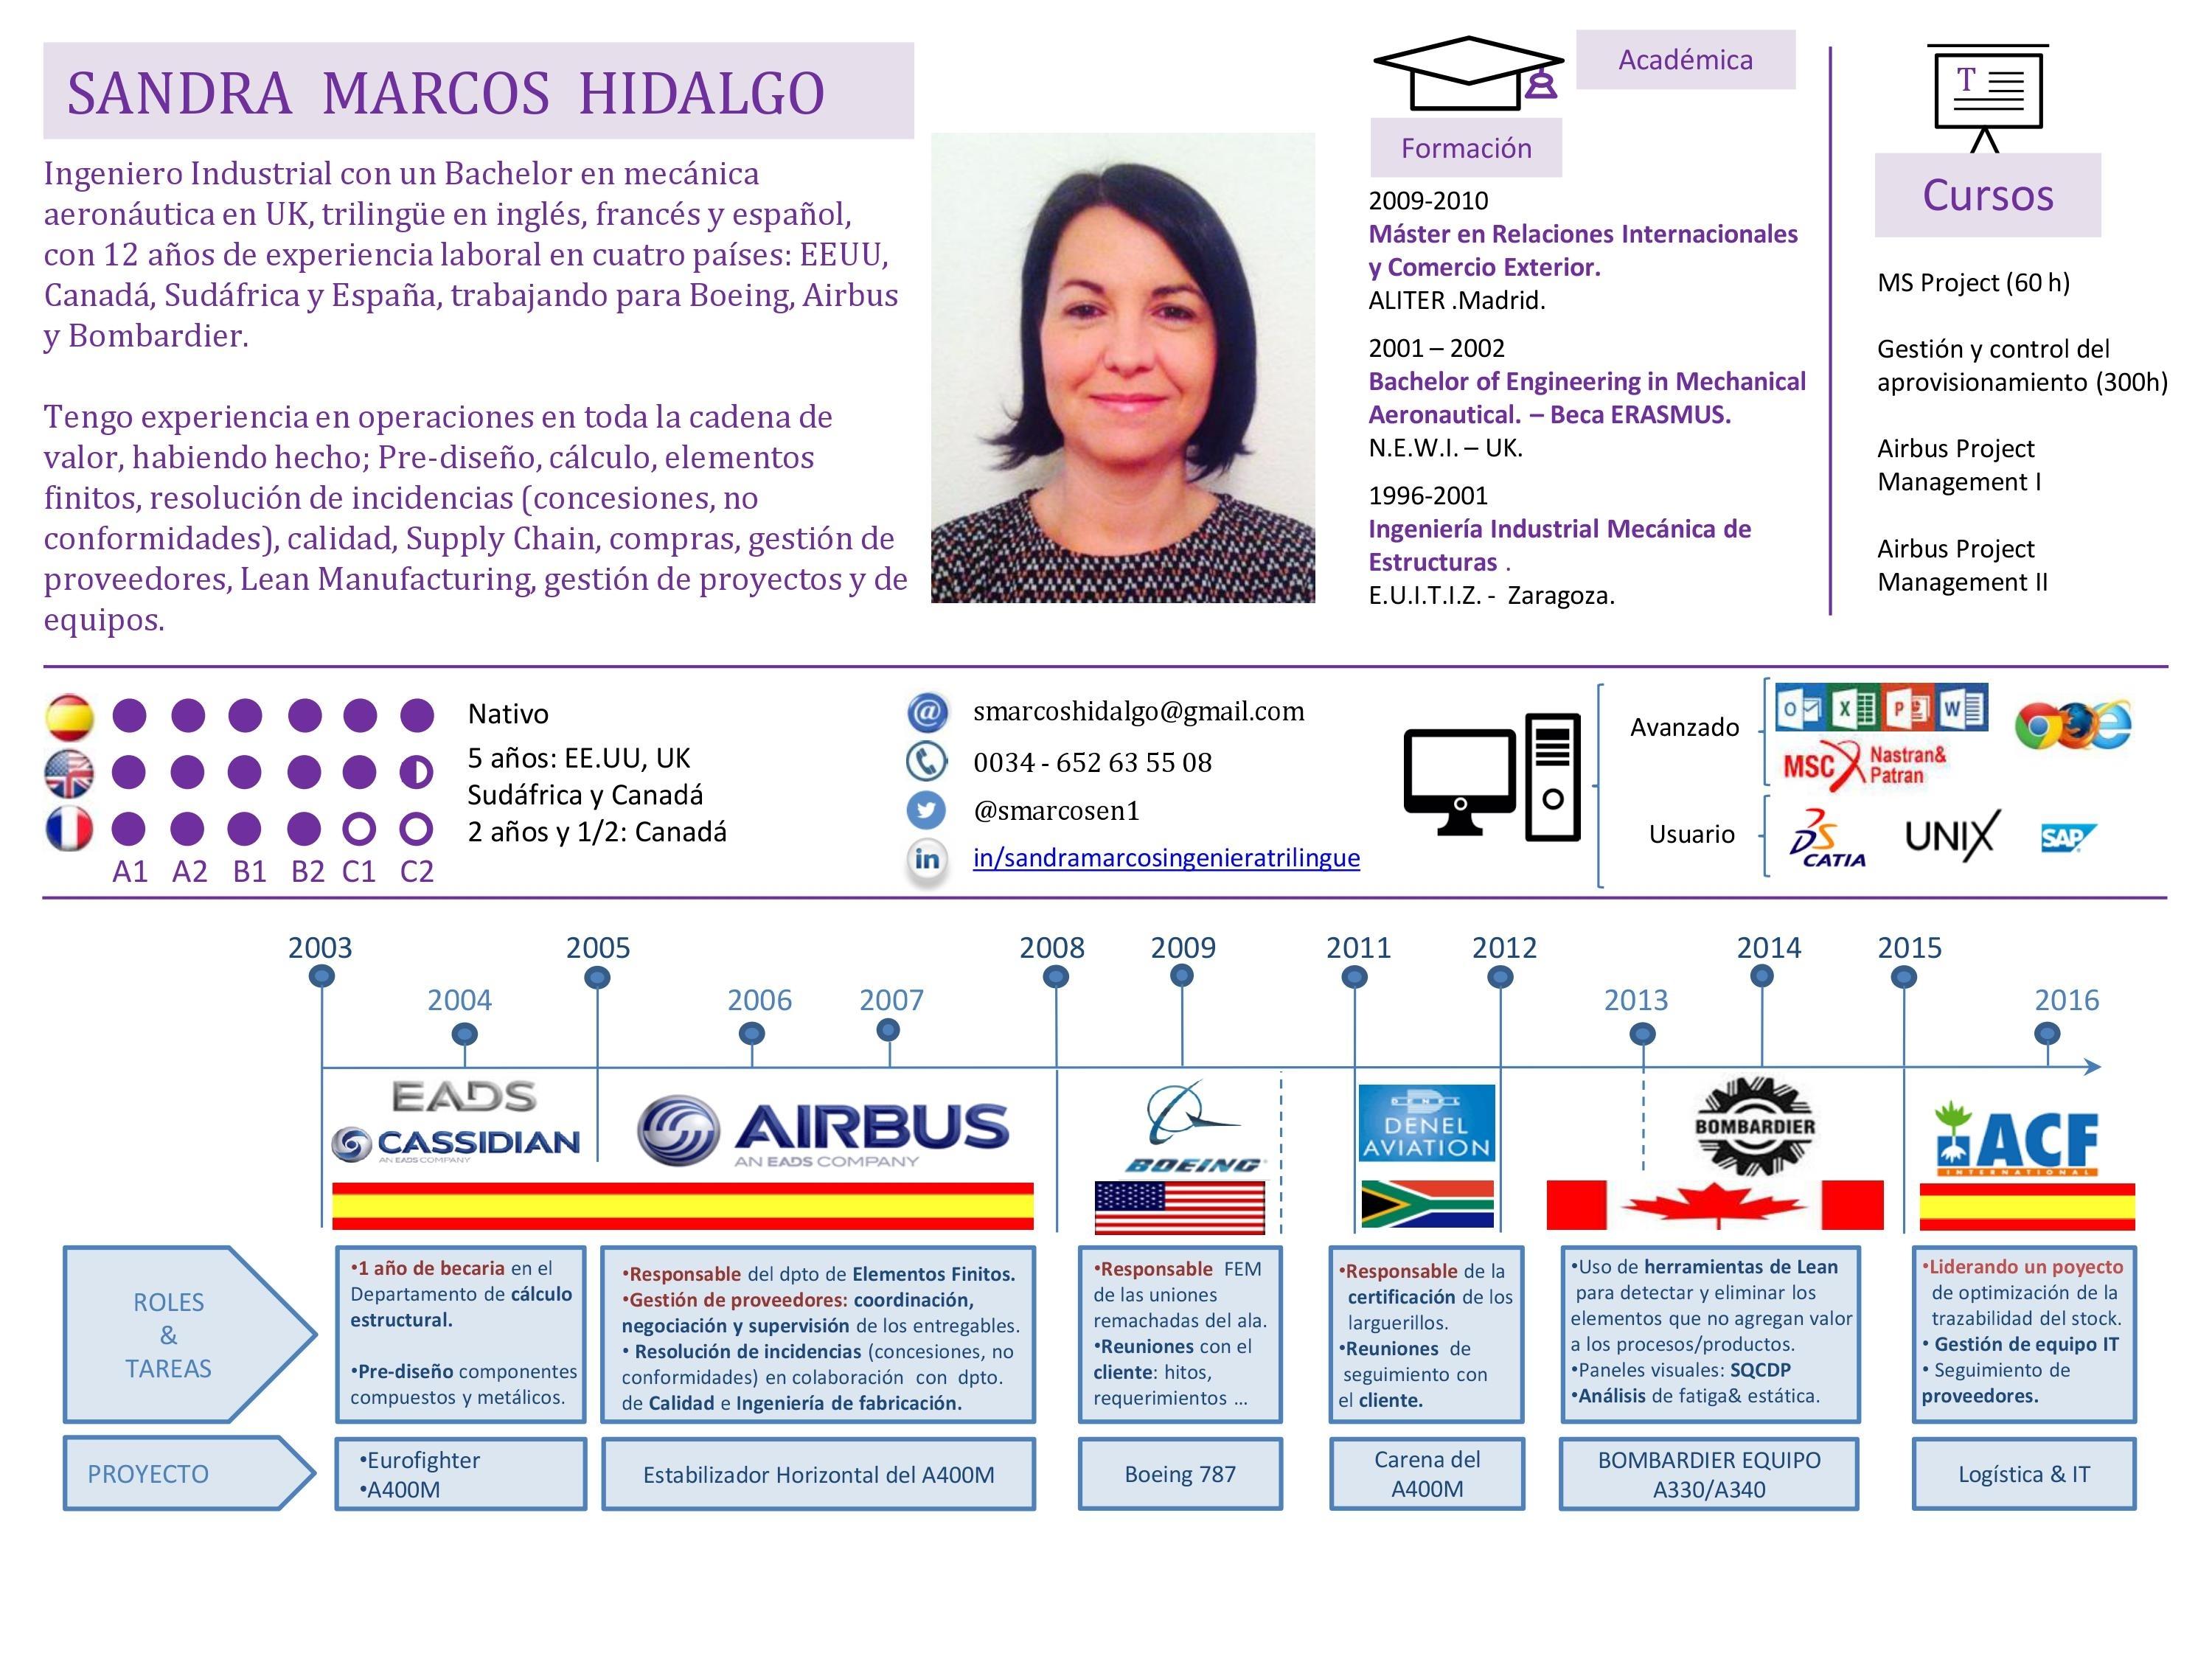 SANDRA MARCOS HIDALGO
Ingeniero Industrial con un Bachelor en mecánica
aeronáutica en UK, trilingüe en inglés, francés y español,
con 12 años de experiencia laboral en cuatro países: EEUU,
Canadá, Sudáfrica y España, trabajando para Boeing, Airbus
y Bombardier.
Tengo experiencia en operaciones en toda la cadena de
valor, habiendo hecho; Pre-diseño, cálculo, elementos
finitos, resolución de incidencias (concesiones, no
conformidades), calidad, Supply Chain, compras, gestión de
proveedores, Lean Manufacturing, gestión de proyectos y de
equipos.
Académica
Formación
2009-2010
Máster en Relaciones Internacionales
y Comercio Exterior.
ALITER .Madrid.
2001 – 2002
Bachelor of Engineering in Mechanical
Aeronautical. – Beca ERASMUS.
N.E.W.I. – UK.
1996-2001
Ingeniería Industrial Mecánica de
Estructuras .
E.U.I.T.I.Z. - Zaragoza.
T
Cursos
MS Project (60 h)
Gestión y control del
aprovisionamiento (300h)
Airbus Project
Management I
Airbus Project
Management II
Nativo
5 años: EE.UU, UK
Sudáfrica y Canadá
2 años y 1/2: Canadá
A1 A2 B1 B2 C1 C2
@ smarcoshidalgo@gmail.com
0034 - 652 63 55 08
@smarcosen1
in in/sandramarcosingenieratrilingue
Avanzado
O X P W
MSC Nastran&
Patran
Usuario
CATIA
UNIX
SAP
2003 2005 2008 2009 2011 2012 2014 2015
2004 2006 2007 2013 2016
EADS
CASSIDIAN
AN EADS COMPANY
AIRBUS
AN EADS COMPANY
BOEING
DENEL
AVIATION
BOMBARDIER
ACF
INTERNATIONAL
ROLES
&
TAREAS
•1 año de becaria en el
Departamento de cálculo
estructural.
•Pre-diseño componentes
compuestos y metálicos.
•Responsable del dpto de Elementos Finitos.
•Gestión de proveedores: coordinación,
negociación y supervisión de los entregables.
• Resolución de incidencias (concesiones, no
conformidades) en colaboración con dpto.
de Calidad e Ingeniería de fabricación.
•Responsable FEM
de las uniones
remachadas del ala.
•Reuniones con el
cliente: hitos,
requerimientos ...
•Responsable de la
certificación de los
larguerillos.
•Reuniones de
seguimiento con
el cliente.
•Uso de herramientas de Lean
para detectar y eliminar los
elementos que no agregan valor
a los procesos/productos.
•Paneles visuales: SQCDP
•Análisis de fatiga& estática.
•Liderando un poyecto
de optimización de la
trazabilidad del stock.
• Gestión de equipo IT
• Seguimiento de
proveedores.
PROYECTO
•Eurofighter
•A400M
Estabilizador Horizontal del A400M
Boeing 787
Carena del
A400M
BOMBARDIER EQUIPO
A330/A340
Logística & IT